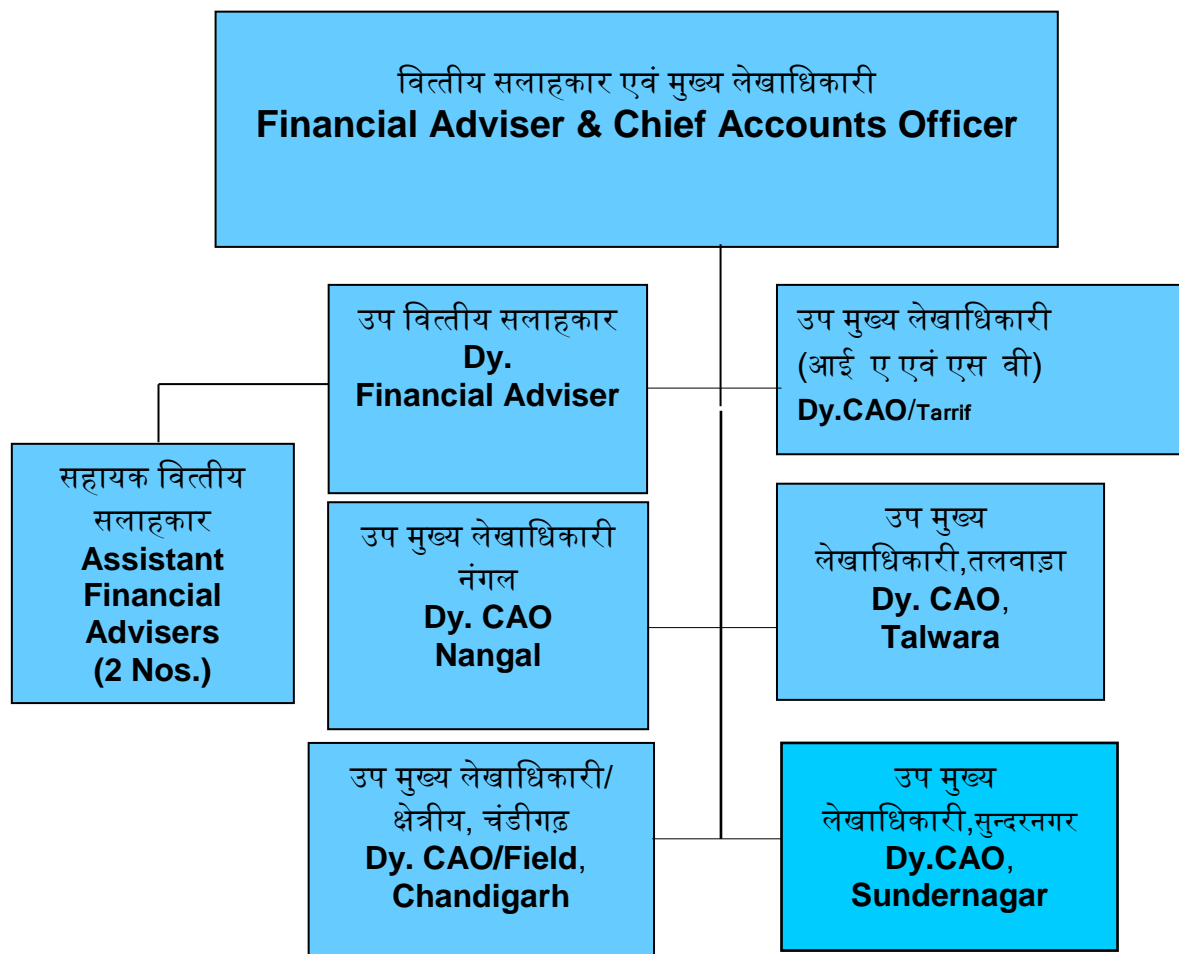 वित्तीय सलाहकार एवं मुख्य लेखाधिकारी
Financial Adviser & Chief Accounts Officer
उप वित्तीय सलाहकार
Dy.
Financial Adviser
उप मुख्य लेखाधिकारी
(आई ए एवं एस वी)
Dy.CAO/Tarrif
सहायक वित्तीय
सलाहकार
Assistant
Financial
Advisers
(2 Nos.)
उप मुख्य लेखाधिकारी
नंगल
Dy. CAO
Nangal
उप मुख्य
लेखाधिकारी,तलवाड़ा
Dy. CAO,
Talwara
उप मुख्य लेखाधिकारी/
क्षेत्रीय, चंडीगढ़
Dy. CAO/Field,
Chandigarh
उप मुख्य
लेखाधिकारी,सुन्दरनगर
Dy.CAO,
Sundernagar